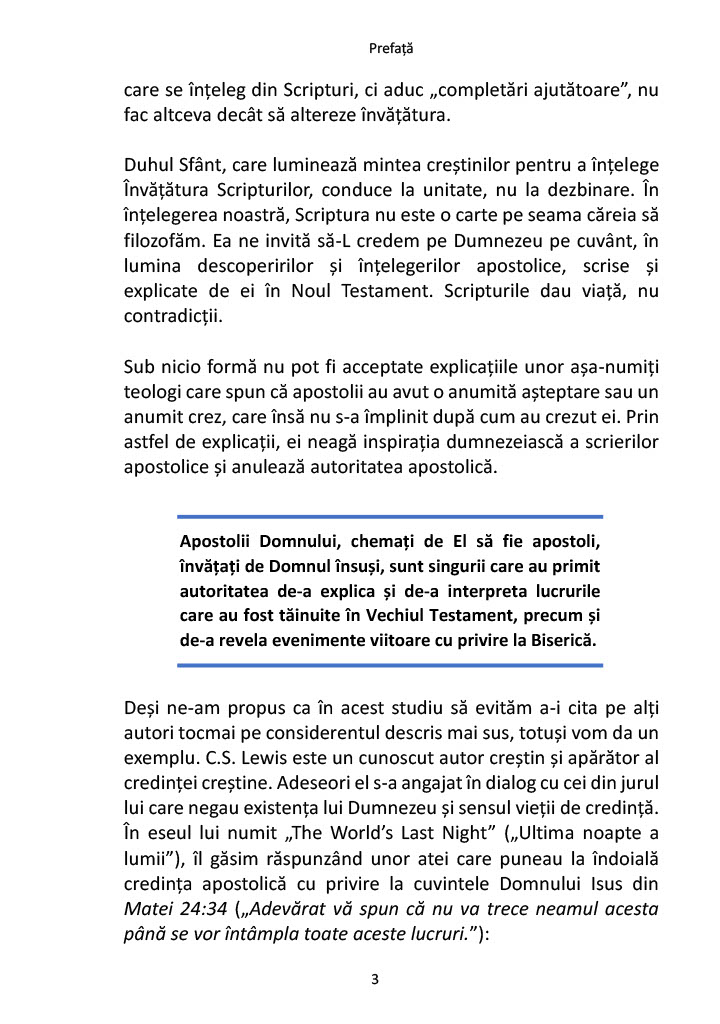 Prefață
care se înțeleg din Scripturi, ci aduc „completări ajutătoare”, nu
fac altceva decât să altereze învățătura.
Duhul Sfânt, care luminează mintea creștinilor pentru a înțelege
Învățătura Scripturilor, conduce la unitate, nu la dezbinare. În
înțelegerea noastră, Scriptura nu este o carte pe seama căreia să
filozofăm. Ea ne invită să-L credem pe Dumnezeu pe cuvânt, în
lumina descoperirilor și înțelegerilor apostolice, scrise și
explicate de ei în Noul Testament. Scripturile dau viață, nu
contradicții.
Sub nicio formă nu pot fi acceptate explicațiile unor așa-numiți
teologi care spun că apostolii au avut o anumită așteptare sau un
anumit crez, care însă nu s-a împlinit după cum au crezut ei. Prin
astfel de explicații, ei neagă inspirația dumnezeiască a scrierilor
apostolice și anulează autoritatea apostolică.
Apostolii Domnului, chemați de El să fie apostoli,
învățați de Domnul însuși, sunt singurii care au primit
autoritatea de-a explica și de-a interpreta lucrurile
care au fost tăinuite în Vechiul Testament, precum și
de-a revela evenimente viitoare cu privire la Biserică.
Deși ne-am propus ca în acest studiu să evităm a-i cita pe alți
autori tocmai pe considerentul descris mai sus, totuși vom da un
exemplu. C.S. Lewis este un cunoscut autor creștin și apărător al
credinței creștine. Adeseori el s-a angajat în dialog cu cei din jurul
lui care negau existența lui Dumnezeu și sensul vieții de credință.
În eseul lui numit „The World’s Last Night” („Ultima noapte a
lumii”), îl găsim răspunzând unor atei care puneau la îndoială
credința apostolică cu privire la cuvintele Domnului Isus din
Matei 24:34 („Adevărat vă spun că nu va trece neamul acesta
până se vor întâmpla toate aceste lucruri.”):
3